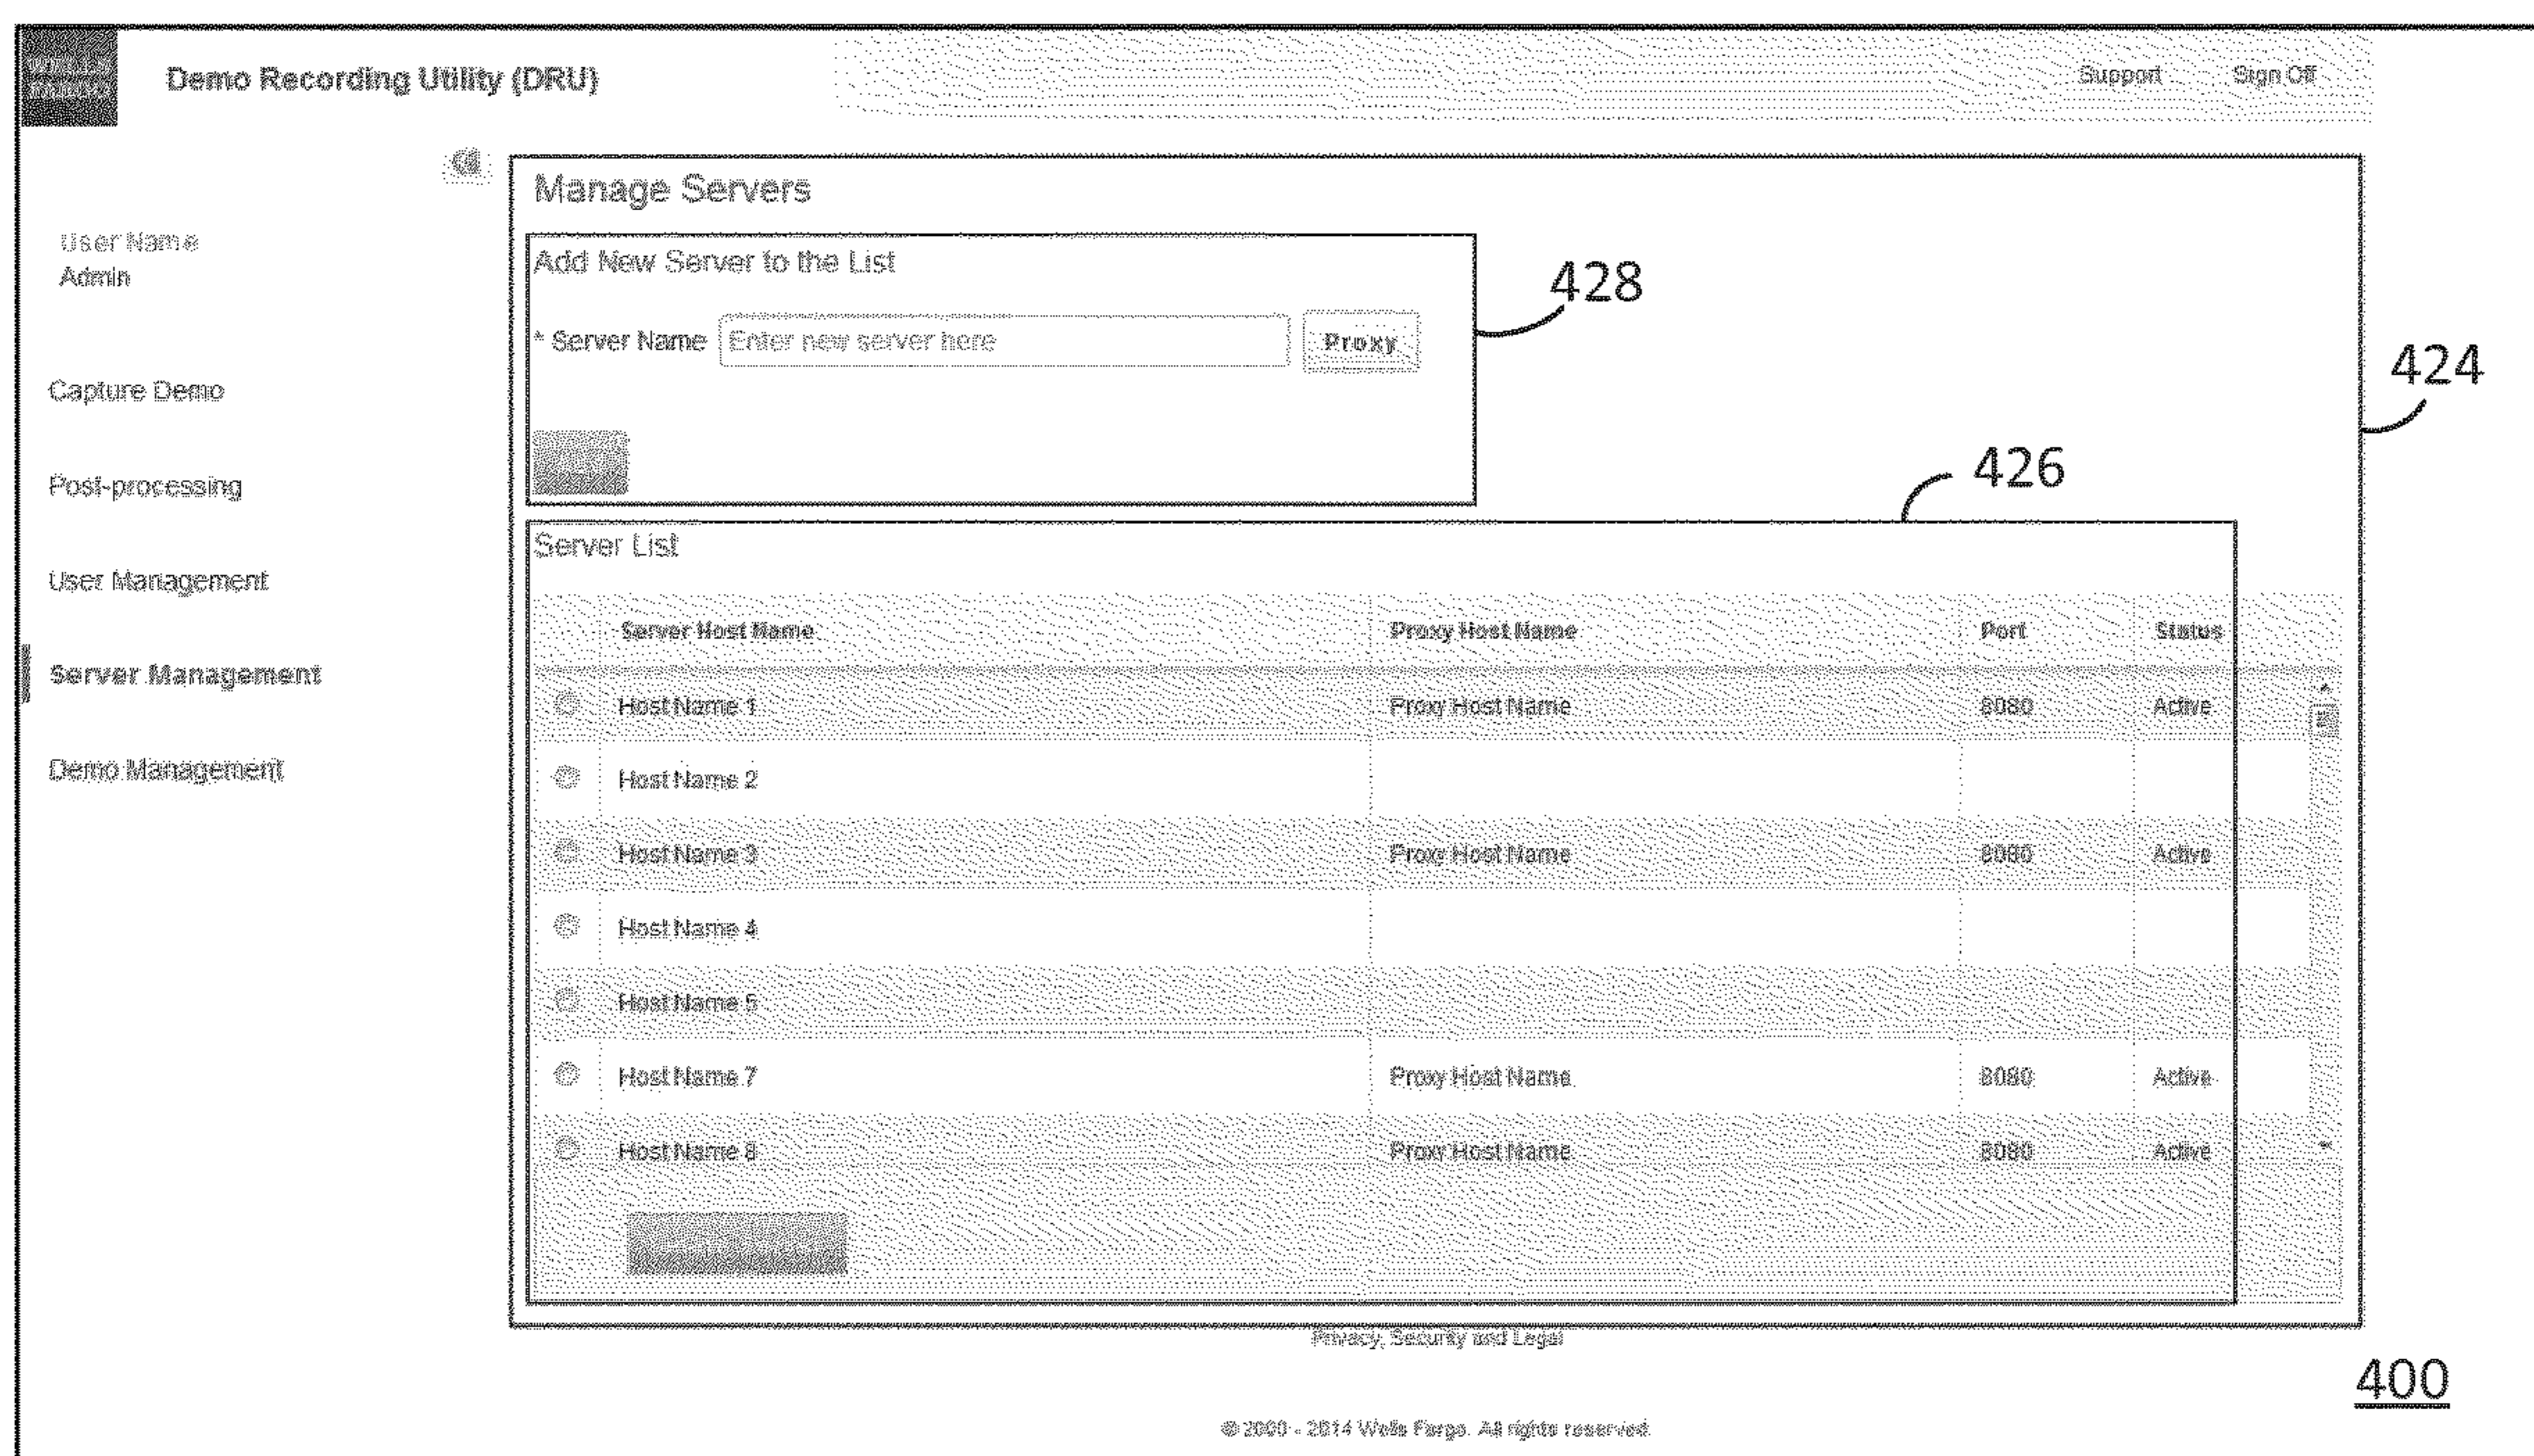 Demo Recording Utility (DRU)
Support Sign Off
Manage Servers
User Name
Admin
Add New Server to the List
428
* Server Name Enter new server here Proxy
424
Capture Demo
426
Post-processing
Server List
User Management
Server Host Name Proxy Host Name Port Status
Server Management
Host Name 1 Proxy Host Name 8080 Active
Demo Management
Host Name 2
Host Name 3 Proxy Host Name 8080 Active
Host Name 4
Host Name 5
Host Name 7 Proxy Host Name 8080 Active
Host Name 8 Proxy Host Name 8080 Active
Privacy, Security and Legal
400
© 2000 - 2014 Wells Fargo. All rights reserved.